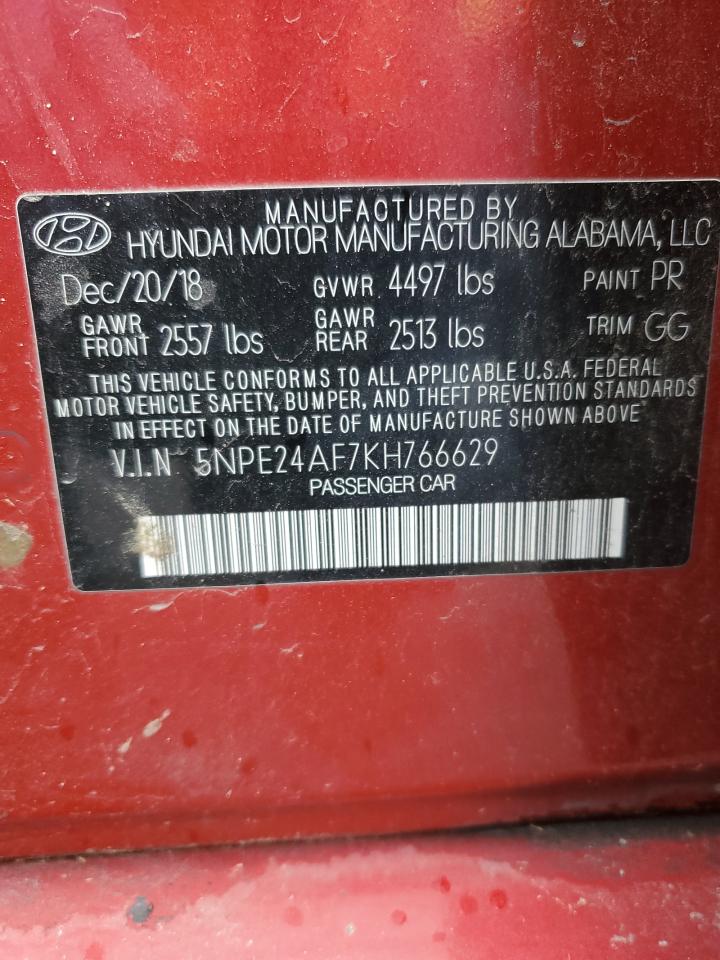 MANUFACTURED BY
HYUNDAI MOTOR MANUFACTURING ALABAMA, LLC
Dec/20/18 GVWR 4497 lbs PAINT PR
GAWR FRONT 2557 lbs GAWR REAR 2513 lbs TRIM GG
THIS VEHICLE CONFORMS TO ALL APPLICABLE U.S.A. FEDERAL
MOTOR VEHICLE SAFETY, BUMPER, AND THEFT PREVENTION STANDARDS
IN EFFECT ON THE DATE OF MANUFACTURE SHOWN ABOVE
V.I.N 5NPE24AF7KH766629
PASSENGER CAR